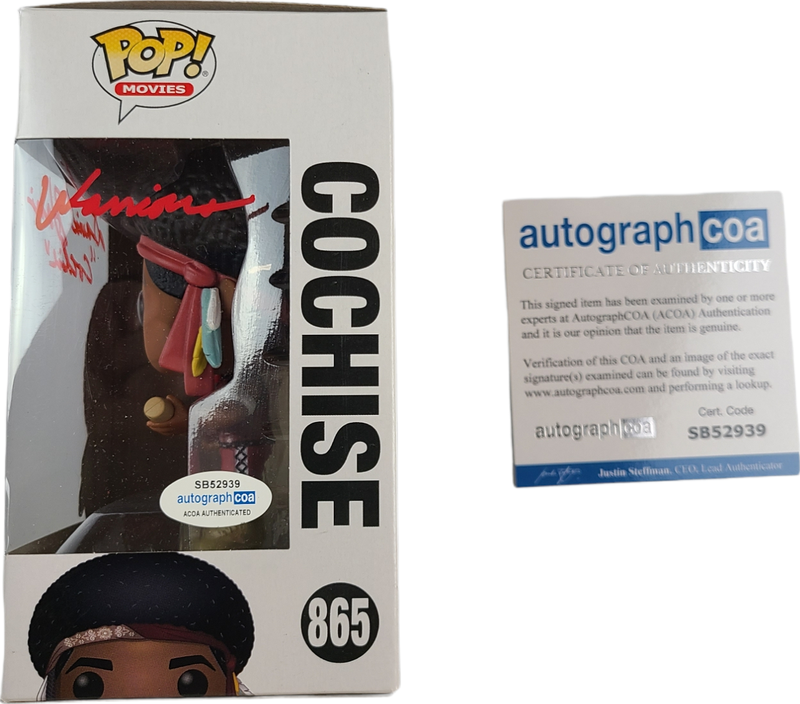 POP!
MOVIES
Warriors
"Cochise"
COCHISE
SB52939
autograph coa
ACOA AUTHENTICATED
865
autograph coa
CERTIFICATE OF AUTHENTICITY
This signed item has been examined by one or more
experts at AutographCOA (ACOA) Authentication
and it is our opinion that the item is genuine.
Verification of this COA and an image of the exact
signature(s) examined can be found by visiting
www.autographcoa.com and performing a lookup.
Cert. Code
autograph coa
SB52939
Justin Steffman, CEO, Lead Authenticator